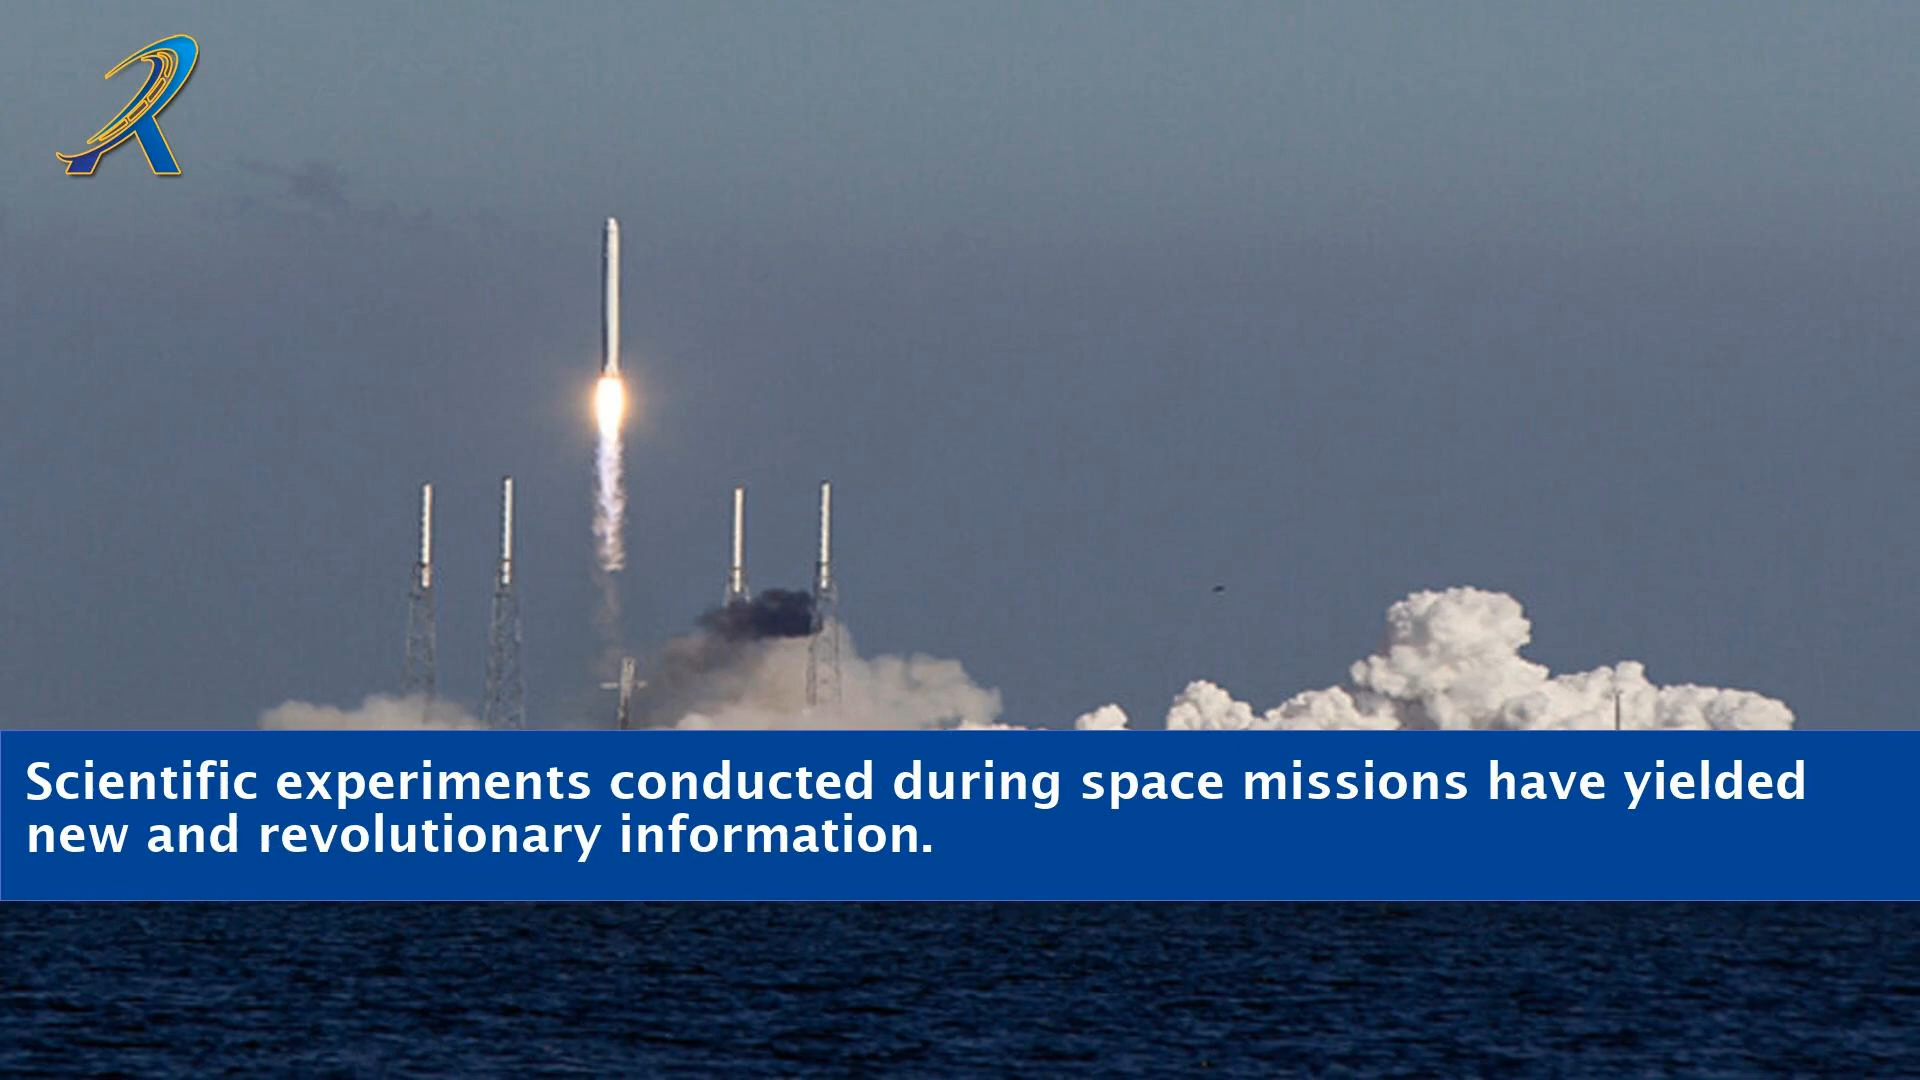 Scientific experiments conducted during space missions have yielded
new and revolutionary information.